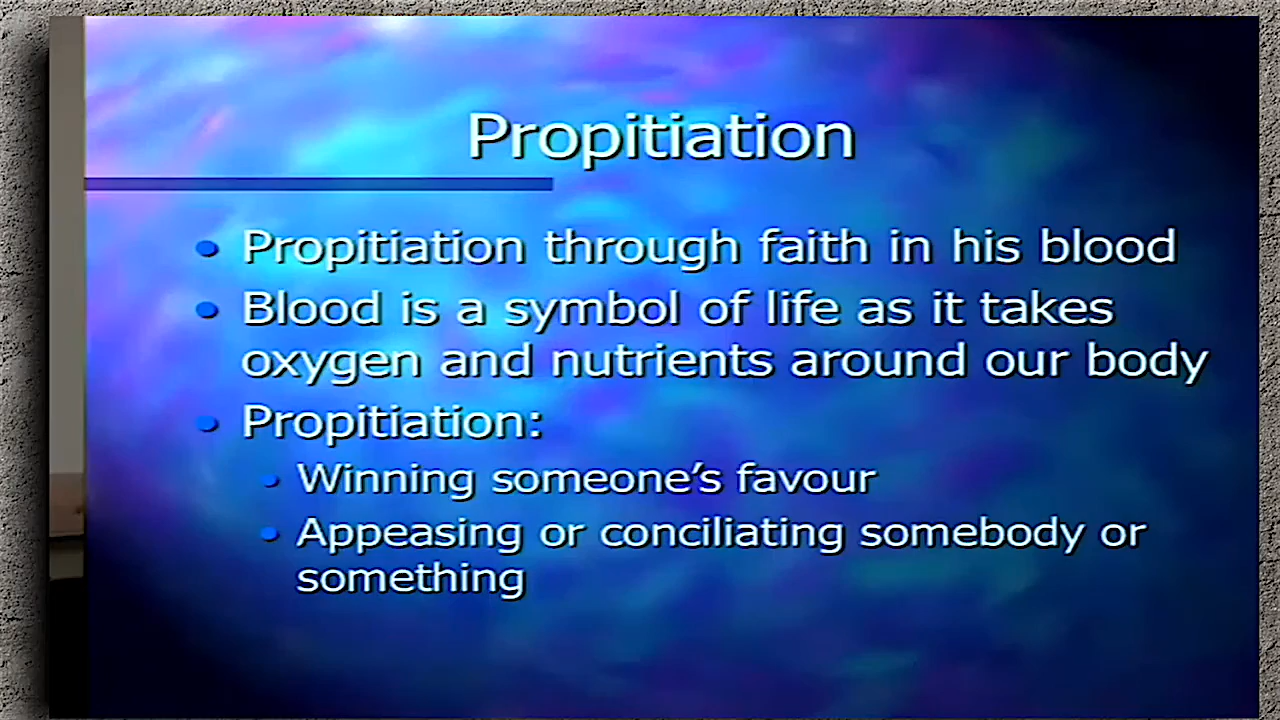 Propitiation
• Propitiation through faith in his blood
• Blood is a symbol of life as it takes
oxygen and nutrients around our body
• Propitiation:
• Winning someone’s favour
• Appeasing or conciliating somebody or
something